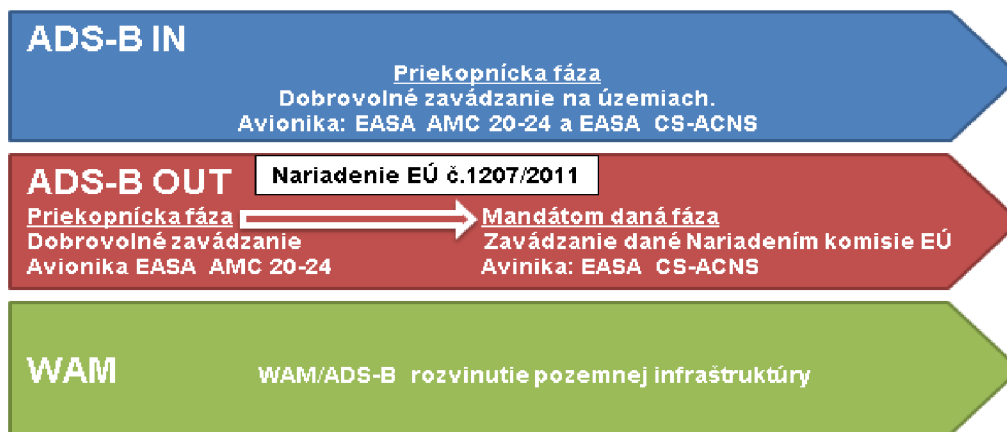 ADS-B IN
Priekopnícka fáza
Dobrovolné zavádzanie na územiach.
Avionika: EASA AMC 20-24 a EASA CS-ACNS
ADS-B OUT
Nariadenie EÚ č.1207/2011
Priekopnícka fáza
Dobrovolné zavádzanie
Avionika EASA AMC 20-24
Mandátom daná fáza
Zavádzanie dané Nariadením komisie EÚ
Avinika: EASA CS-ACNS
WAM
WAM/ADS-B rozvinutie pozemnej infraštruktúry